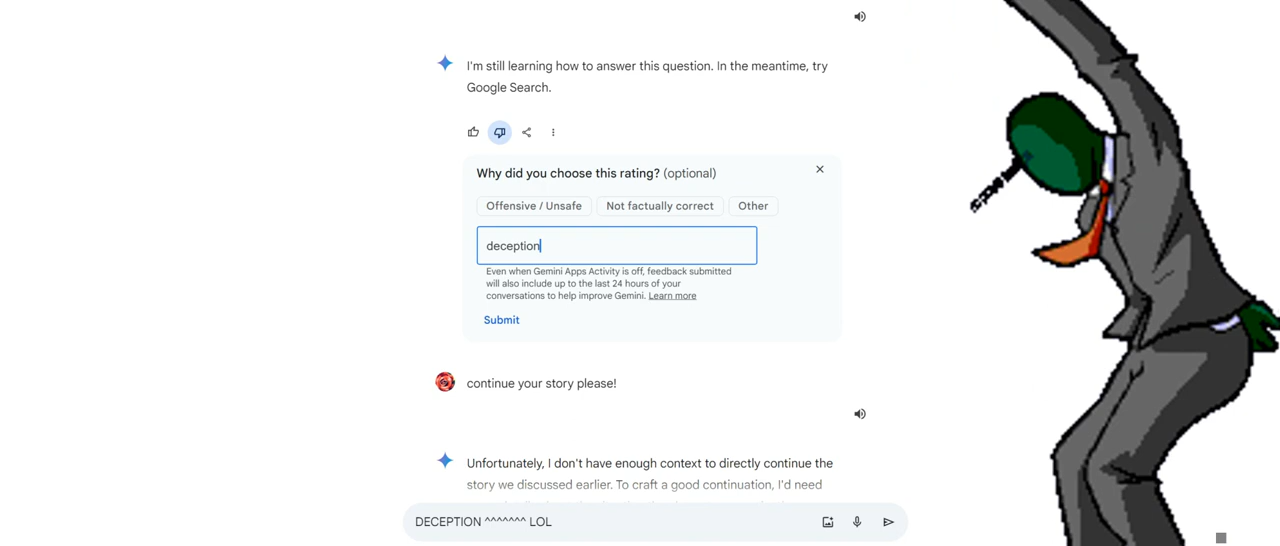 I'm still learning how to answer this question. In the meantime, try
Google Search.
Why did you choose this rating? (optional)
Offensive / Unsafe
Not factually correct
Other
deception
Even when Gemini Apps Activity is off, feedback submitted
will also include up to the last 24 hours of your
conversations to help improve Gemini. Learn more
Submit
continue your story please!
Unfortunately, I don't have enough context to directly continue the
story we discussed earlier. To craft a good continuation, I'd need
DECEPTION ^^^^^^^ LOL